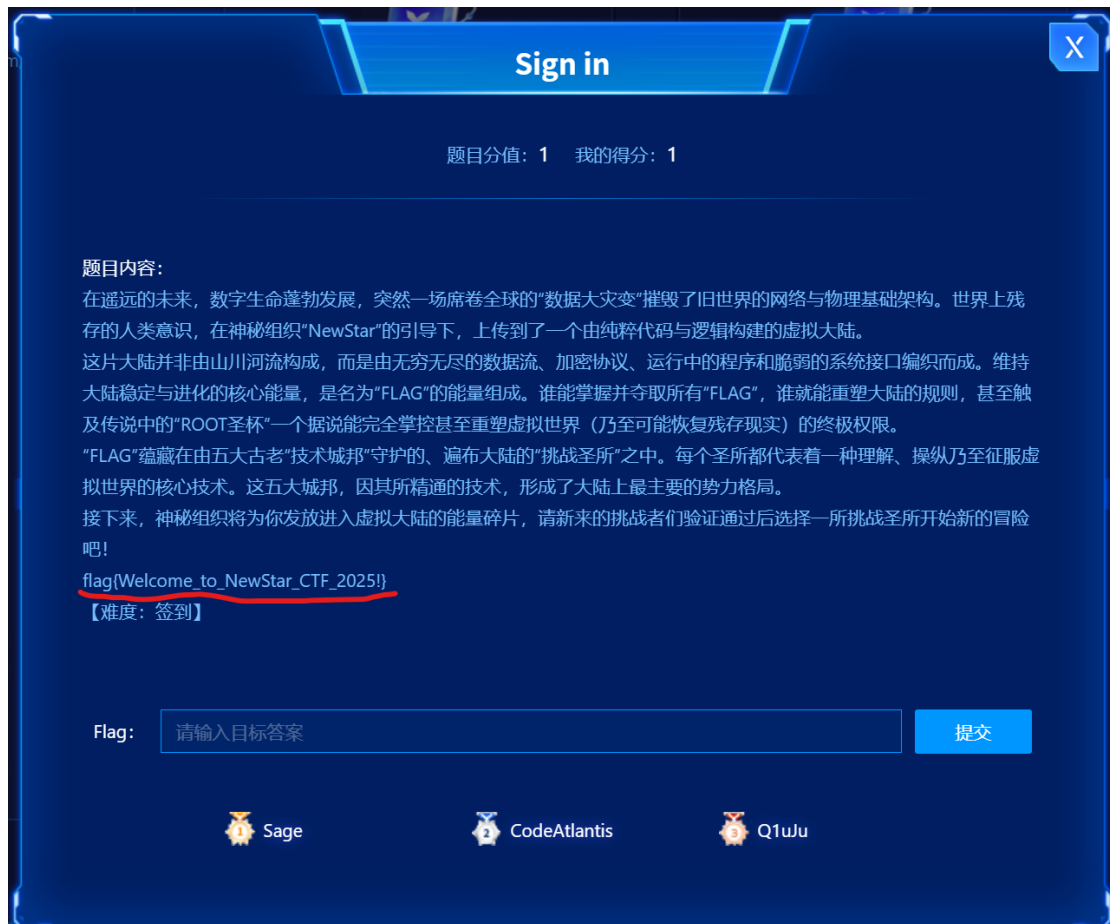 Sign in
X
题目分值：1 我的得分：1
题目内容：
在遥远的未来，数字生命蓬勃发展，突然一场席卷全球的“数据大灾变”摧毁了旧世界的网络与物理基础架构。世界上残
存的人类意识，在神秘组织“NewStar”的引导下，上传到了一个由纯粹代码与逻辑构建的虚拟大陆。
这片大陆并非由山川河流构成，而是由无穷无尽的数据流、加密协议、运行中的程序和脆弱的系统接口编织而成。维持
大陆稳定与进化的核心能量，是名为“FLAG”的能量组成。谁能掌握并夺取所有“FLAG”，谁就能重塑大陆的规则，甚至触
及传说中的“ROOT圣杯”一个据说能完全掌控甚至重塑虚拟世界（乃至可能恢复残存现实）的终极权限。
“FLAG”蕴藏在由五大古老“技术城邦”守护的、遍布大陆的“挑战圣所”之中。每个圣所都代表着一种理解、操纵乃至征服虚
拟世界的核心技术。这五大城邦，因其所精通的技术，形成了大陆上最主要的势力格局。
接下来，神秘组织将为你发放进入虚拟大陆的能量碎片，请新来的挑战者们验证通过后选择一所挑战圣所开始新的冒险
吧！
flag{Welcome_to_NewStar_CTF_2025!}
【难度：签到】
Flag： 请输入目标答案 提交
1 Sage 2 CodeAtlantis 3 Q1uJu